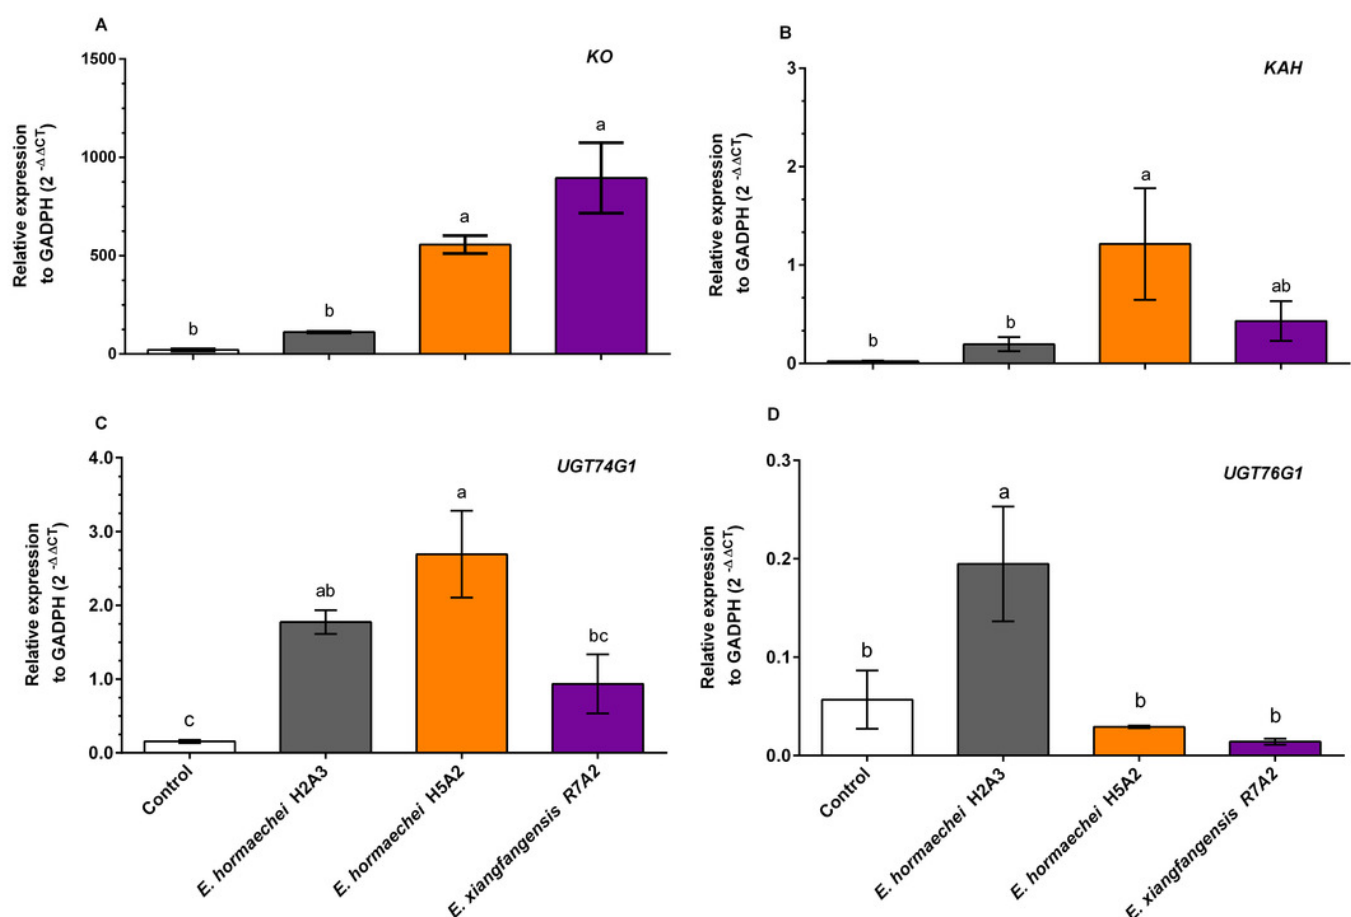 A
KO
Relative expression
to GADPH (2 -ΔΔCT)
1500
1000
500
0
b
b
a
a
B
KAH
Relative expression
to GADPH (2 -ΔΔCT)
3
2
1
0
b
b
a
ab
C
UGT74G1
Relative expression
to GADPH (2 -ΔΔCT)
4.0
3.0
2.0
1.0
0.0
c
ab
a
bc
Control
E. hormaechei H2A3
E. hormaechei H5A2
E. xiangfangensis R7A2
D
UGT76G1
Relative expression
to GADPH (2 -ΔΔCT)
0.3
0.2
0.1
0.0
b
a
b
b
Control
E. hormaechei H2A3
E. hormaechei H5A2
E. xiangfangensis R7A2